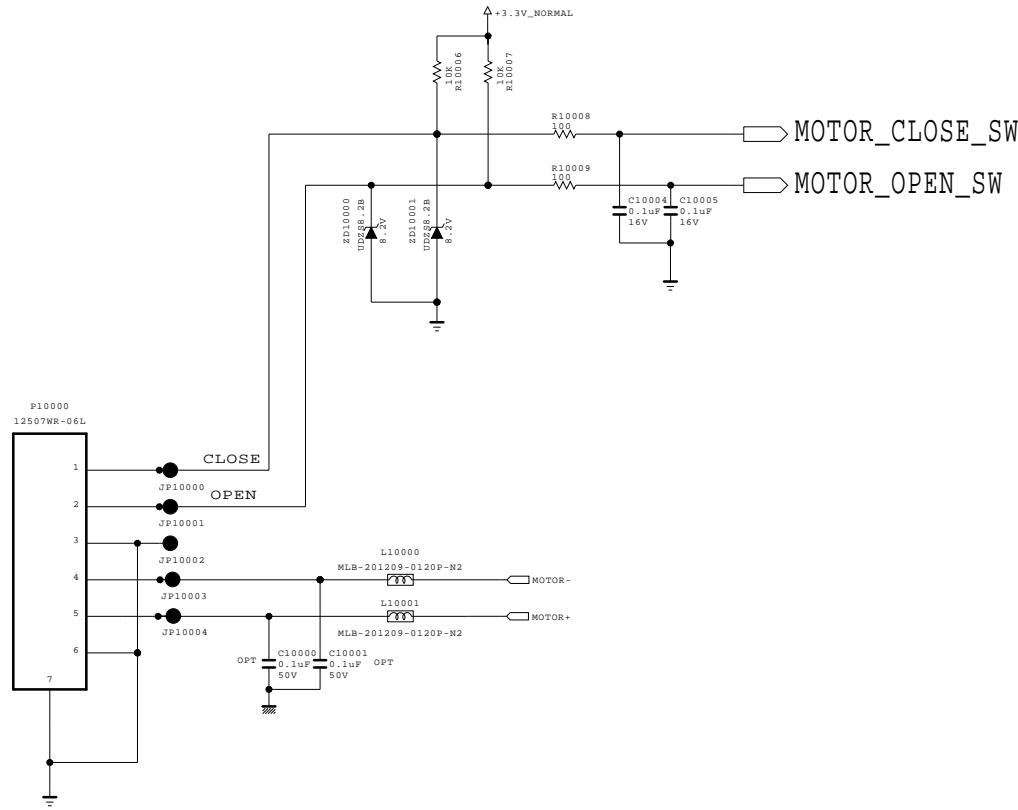 +3.3V_NORMAL
10K
R10006
10K
R10007
R10008
100
MOTOR_CLOSE_SW
R10009
100
MOTOR_OPEN_SW
ZD10000
UDZS8.2B
8.2V
ZD10001
UDZS8.2B
8.2V
C10004
0.1uF
16V
C10005
0.1uF
16V
P10000
12507WR-06L
1
CLOSE
JP10000
2
OPEN
JP10001
3
JP10002
4
JP10003
5
JP10004
6
7
L10000
MLB-201209-0120P-N2
MOTOR-
L10001
MLB-201209-0120P-N2
MOTOR+
OPT
C10000
0.1uF
50V
C10001
0.1uF
50V
OPT